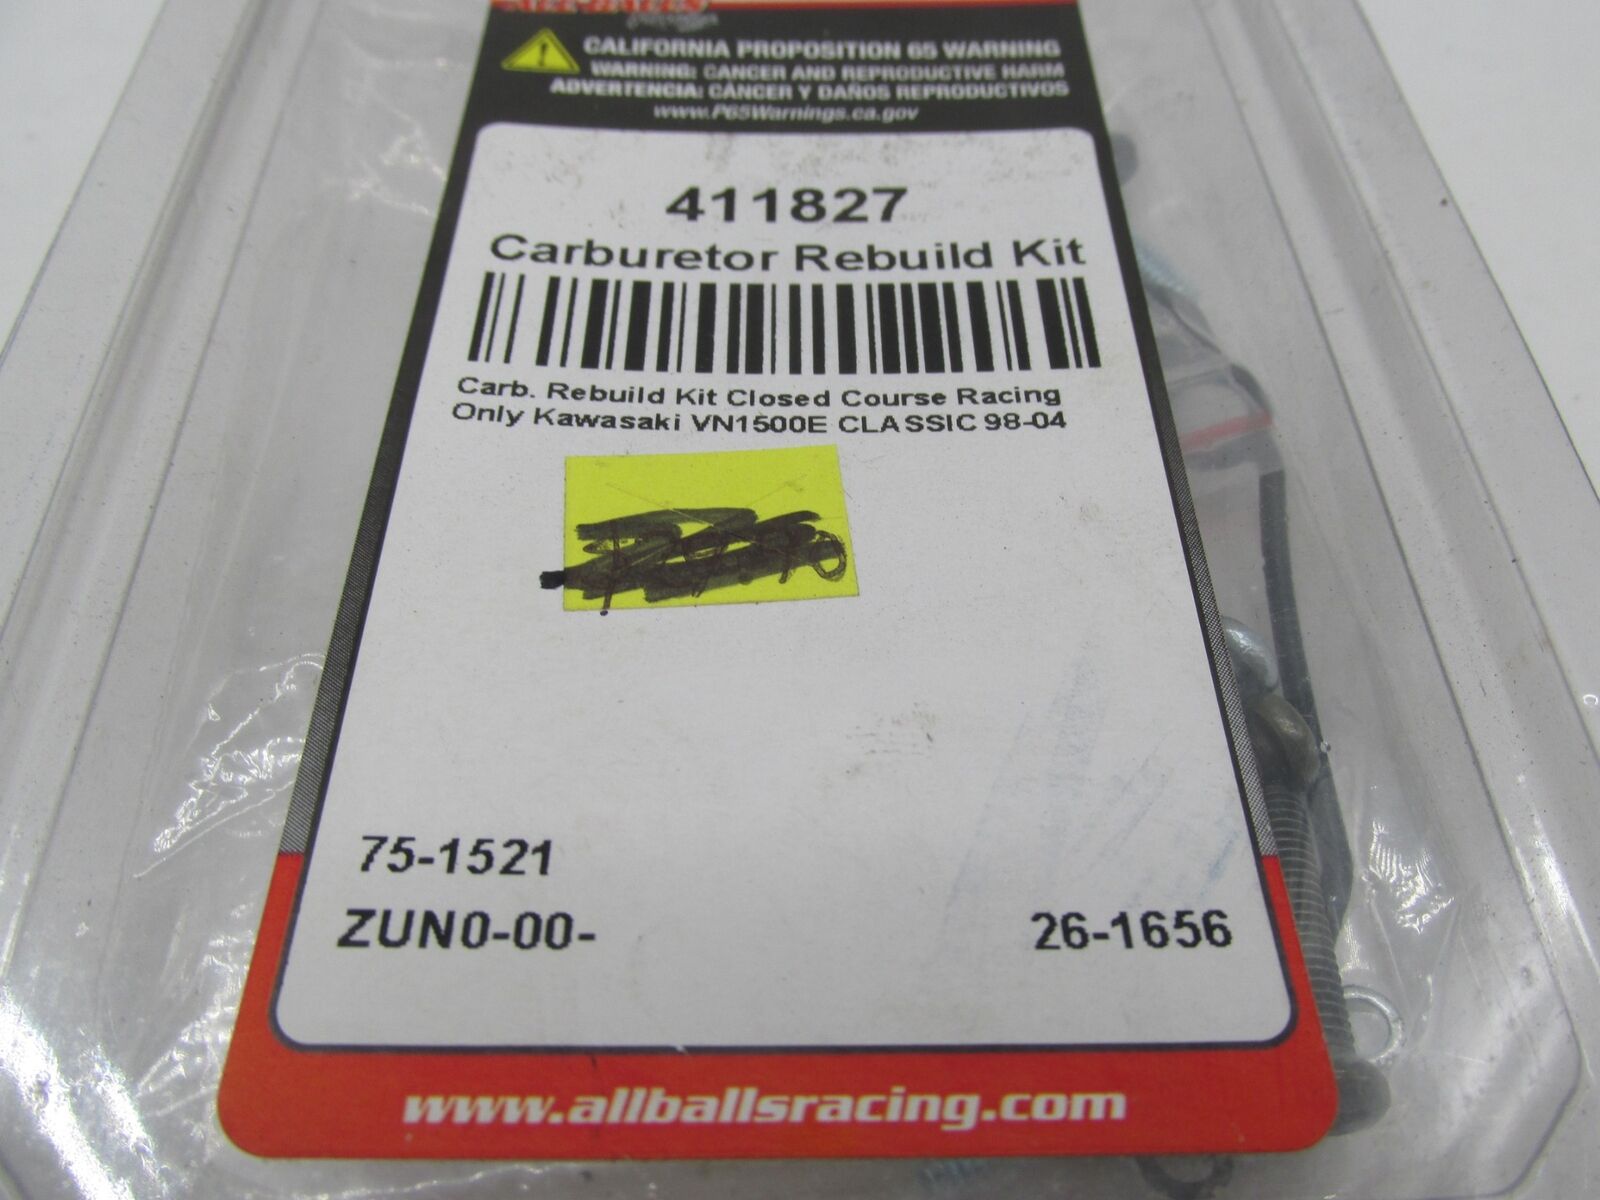 CALIFORNIA PROPOSITION 65 WARNING
WARNING: CANCER AND REPRODUCTIVE HARM
ADVERTENCIA: CÁNCER Y DAÑOS REPRODUCTIVOS
www.P65Warnings.ca.gov
411827
Carburetor Rebuild Kit
Carb. Rebuild Kit Closed Course Racing
Only Kawasaki VN1500E CLASSIC 98-04
75-1521
ZUN0-00-
26-1656
www.allballsracing.com